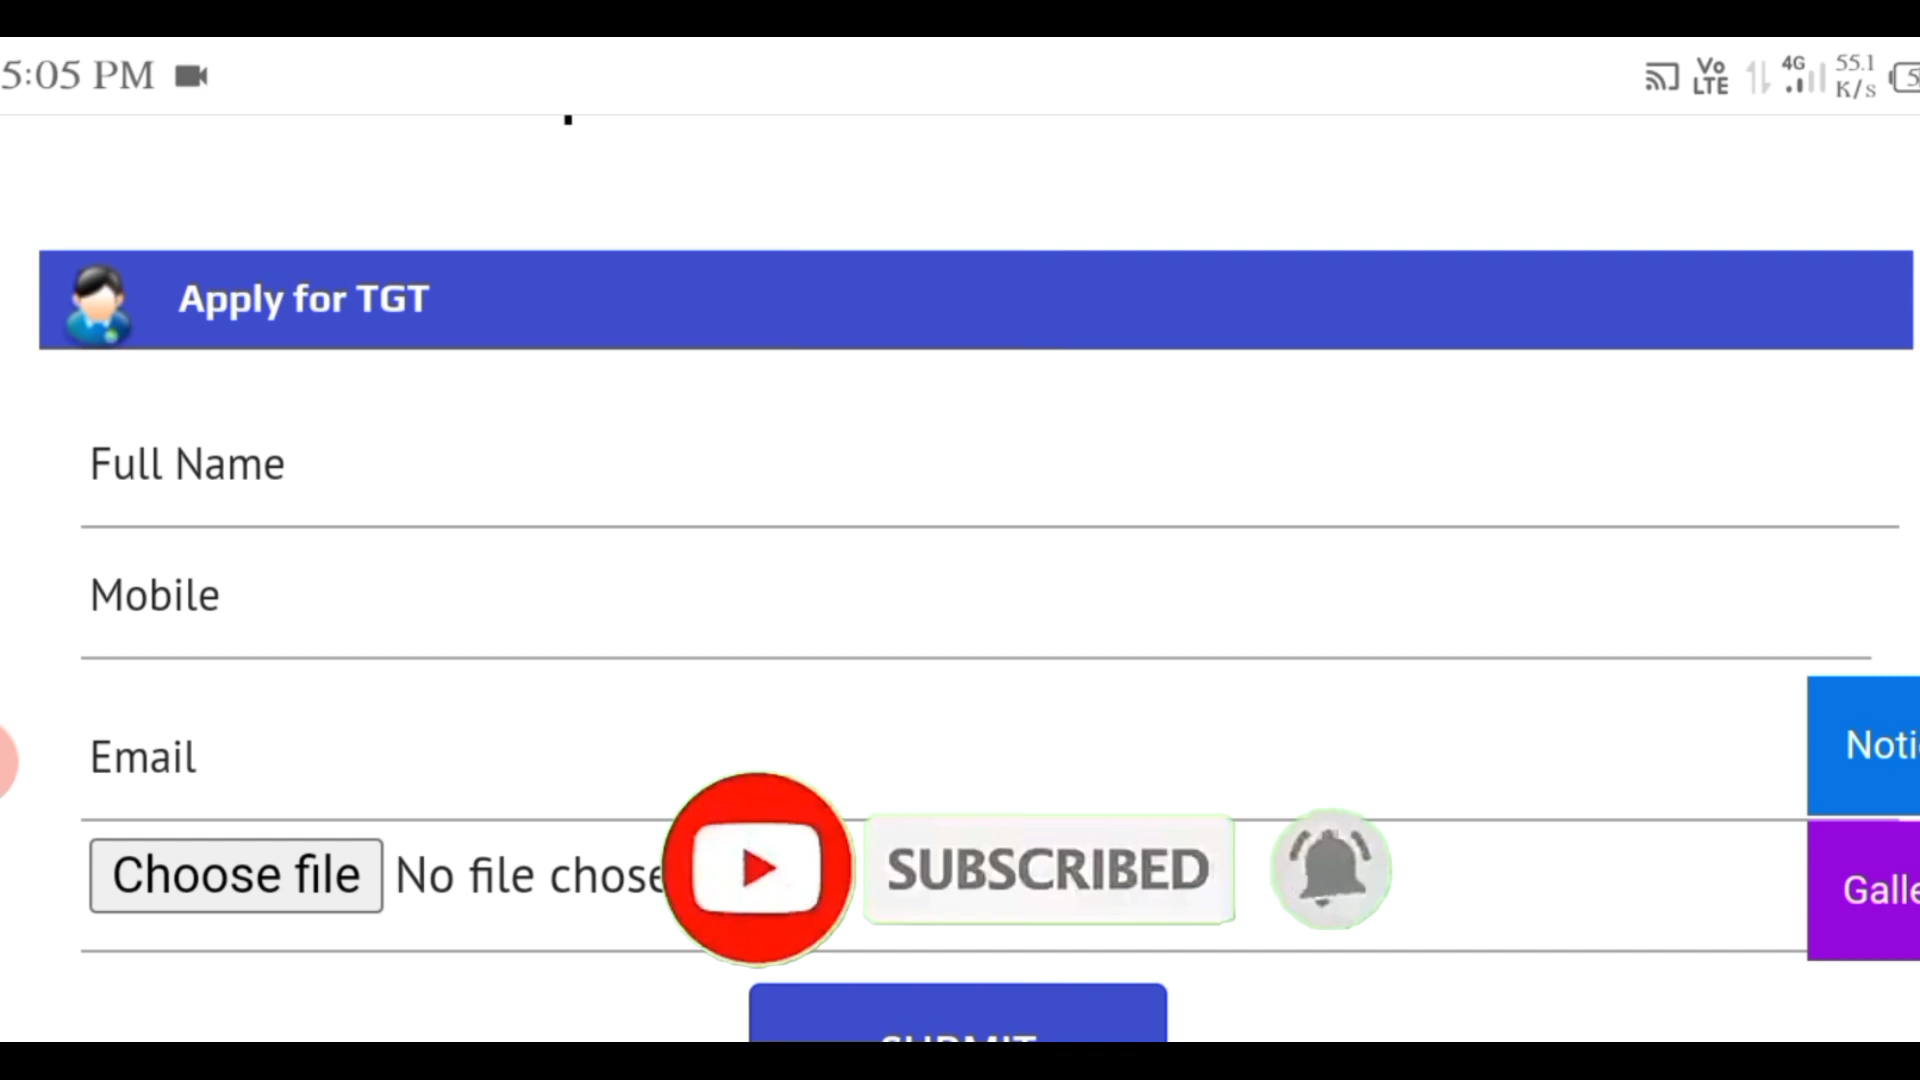 5:05 PM
Vo LTE 4G 55.1 K/s
Apply for TGT
Full Name
Mobile
Email
Choose file No file chose
SUBSCRIBED
Noti
Galle
SUBMIT